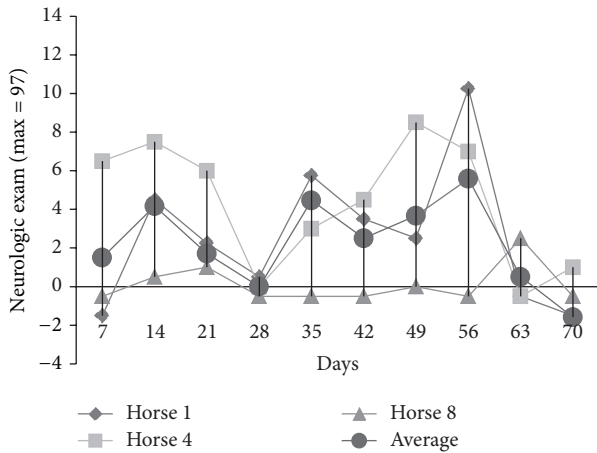 14
12
10
8
6
4
2
0
−2
−4
Neurologic exam (max = 97)
7 14 21 28 35 42 49 56 63 70
Days
Horse 1
Horse 4
Horse 8
Average